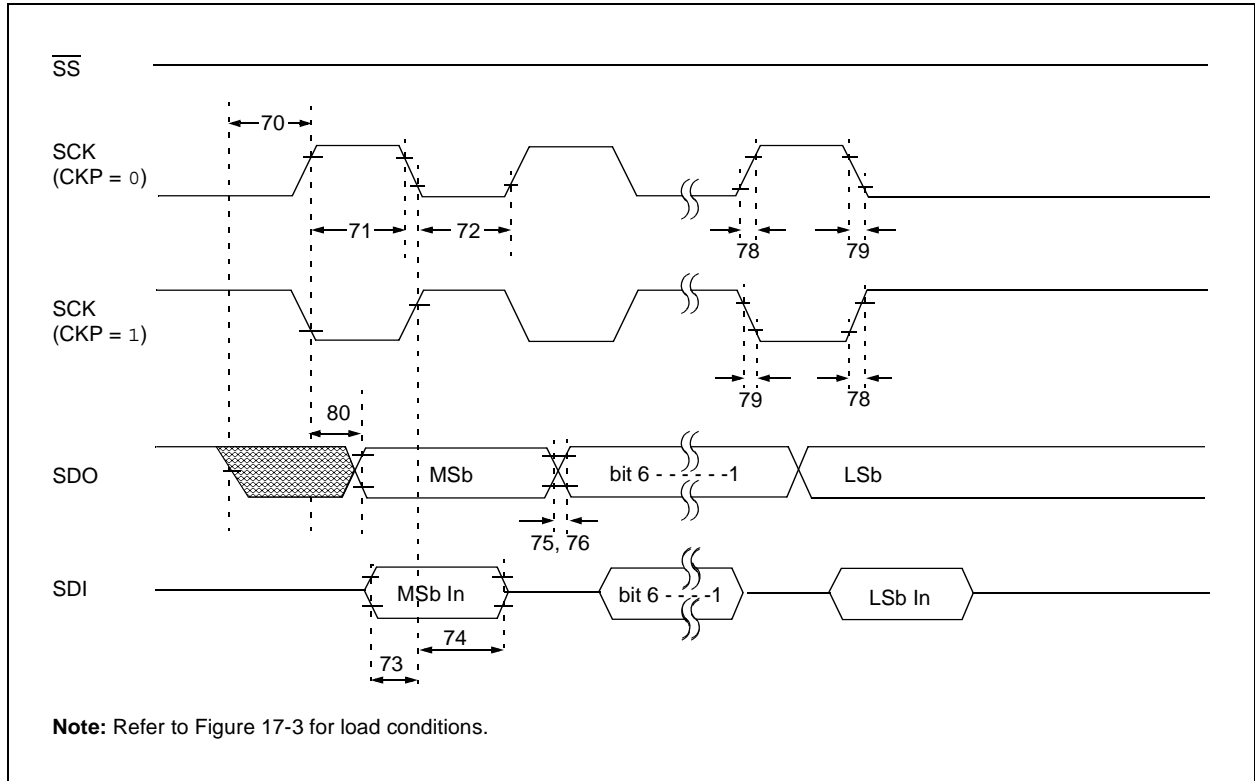 SS
70
SCK
(CKP = 0)
71
72
78
79
SCK
(CKP = 1)
79
78
80
SDO
MSb
bit 6 - - - - - - -1
LSb
75, 76
SDI
MSb In
bit 6 - - - - -1
LSb In
74
73
Note: Refer to Figure 17-3 for load conditions.